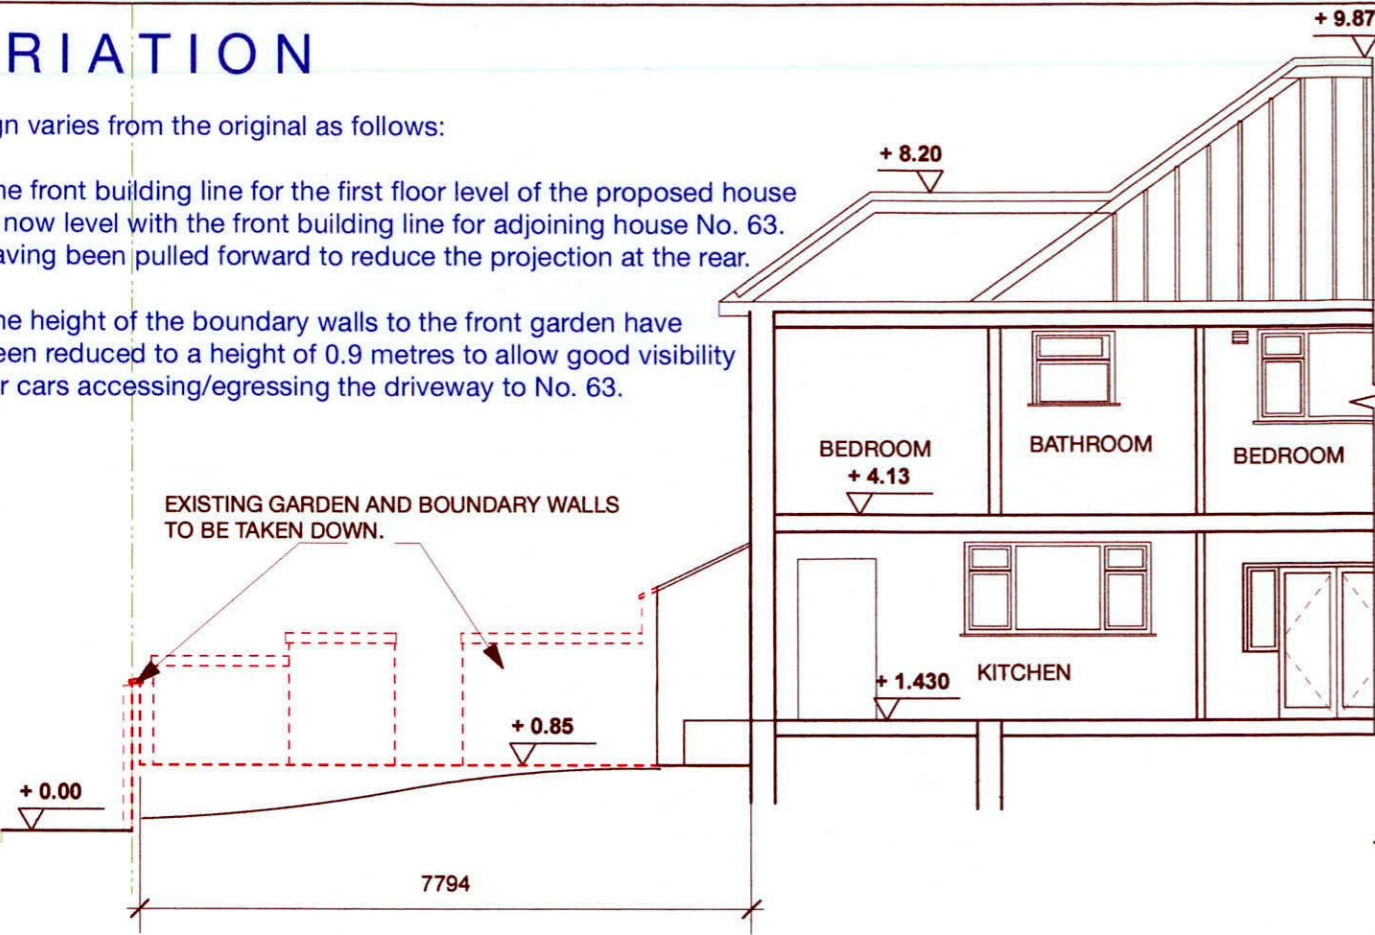 RIATION
gn varies from the original as follows:
he front building line for the first floor level of the proposed house
now level with the front building line for adjoining house No. 63.
aving been pulled forward to reduce the projection at the rear.
he height of the boundary walls to the front garden have
een reduced to a height of 0.9 metres to allow good visibility
r cars accessing/egressing the driveway to No. 63.
+ 9.87
+ 8.20
BEDROOM
+ 4.13
BATHROOM
BEDROOM
EXISTING GARDEN AND BOUNDARY WALLS
TO BE TAKEN DOWN.
KITCHEN
+ 1.430
+ 0.85
+ 0.00
7794